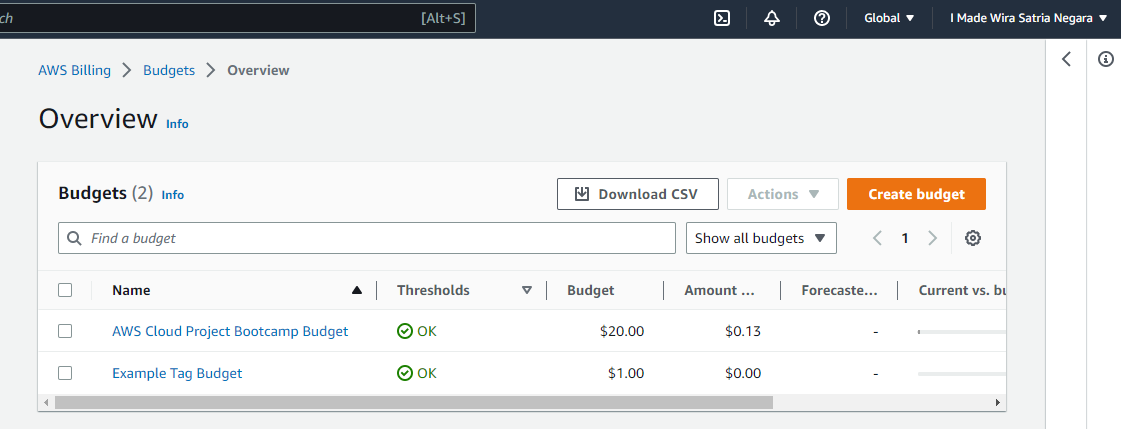 ch [Alt+S] Global I Made Wira Satria Negara
AWS Billing Budgets Overview
Overview Info
Budgets (2) Info Download CSV Actions Create budget
Find a budget Show all budgets 1
Name Thresholds Budget Amount ... Forecaste... Current vs. bu
AWS Cloud Project Bootcamp Budget OK $20.00 $0.13 -
Example Tag Budget OK $1.00 $0.00 -